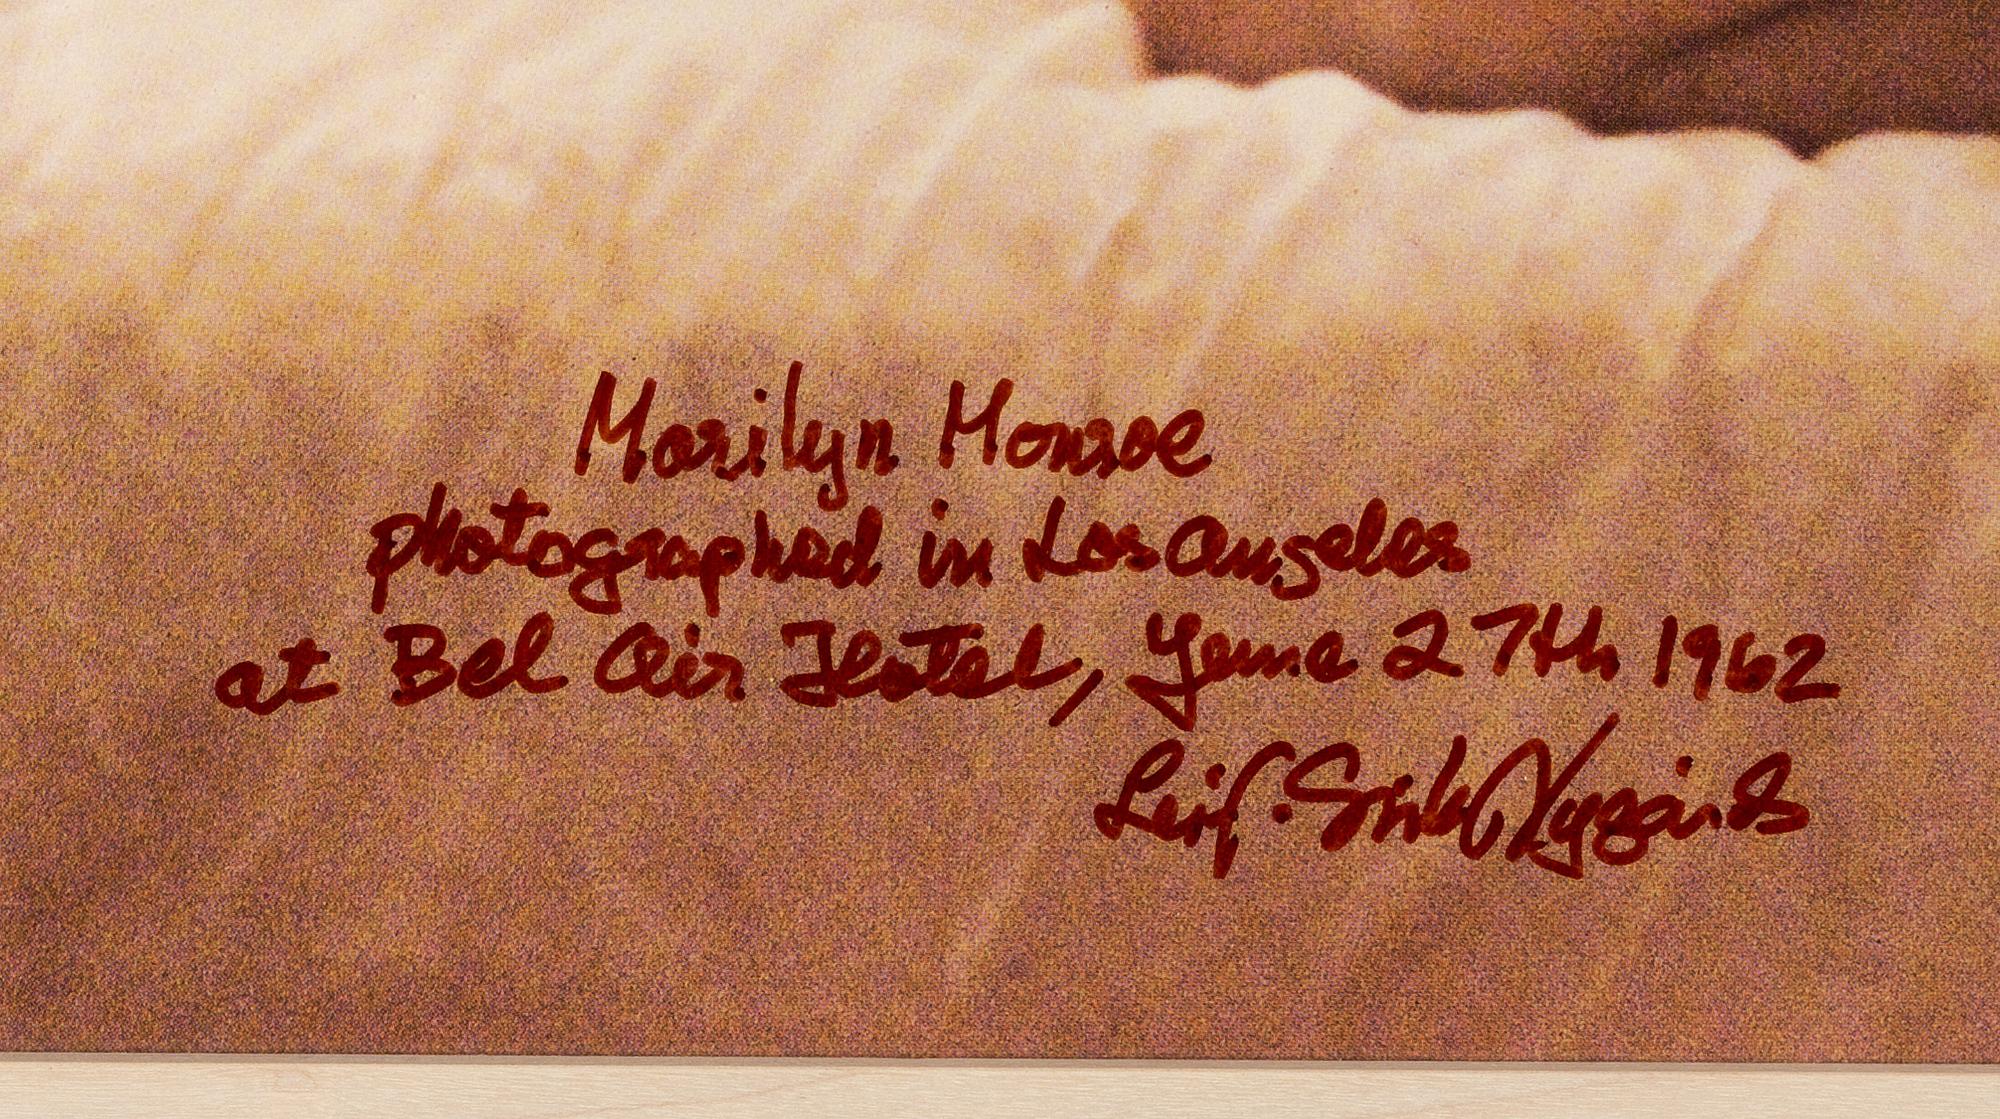 Marilyn Monroe
photographed in Los Angeles
at Bel Air Hotel, June 27th 1962
Leif-Erik Nygårds